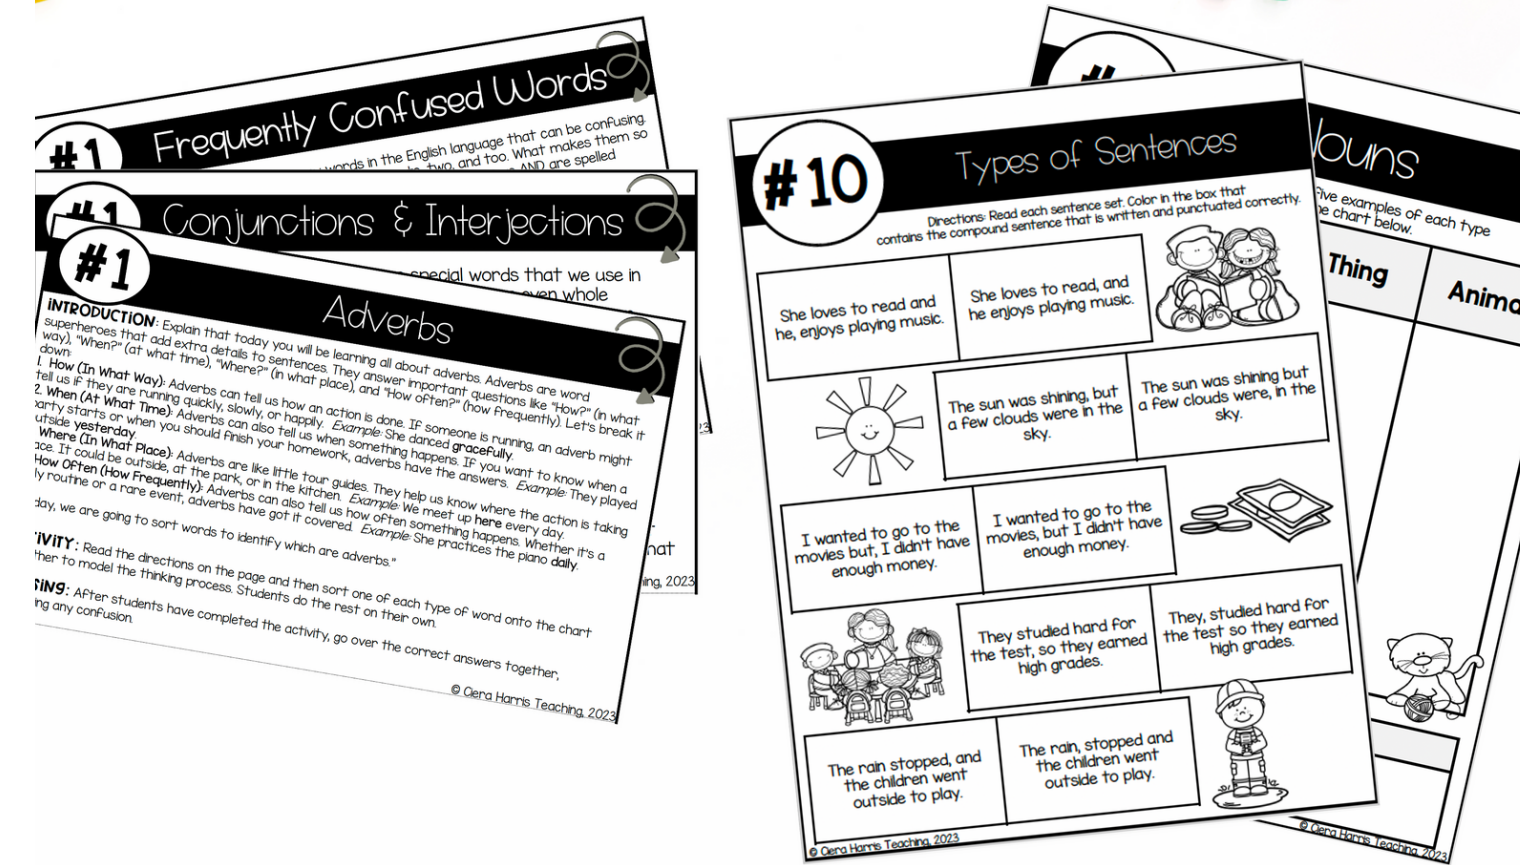 #1
Frequently Confused Words
words in the English language that can be confusing.
two, and too. What makes them so
AND are spelled
#1
Conjunctions & Interjections
special words that we use in
even whole
hat
2023
#1
Adverbs
INTRODUCTION: Explain that today you will be learning all about adverbs. Adverbs are word
superheroes that add extra details to sentences. They answer important questions like "How?" (in what
way), "When?" (at what time), "Where?" (in what place), and "How often?" (how frequently). Let's break it
down:
1. How (In What Way): Adverbs can tell us how an action is done. If someone is running, an adverb might
tell us if they are running quickly, slowly, or happily. Example: She danced gracefully.
2. When (At What Time): Adverbs can also tell us when something happens. If you want to know when a
party starts or when you should finish your homework, adverbs have the answers. Example: They played
outside yesterday.
Where (In What Place): Adverbs are like little tour guides. They help us know where the action is taking
ace. It could be outside, at the park, or in the kitchen. Example: We meet up here every day.
How Often (How Frequently): Adverbs can also tell us how often something happens. Whether it's a
ly routine or a rare event, adverbs have got it covered. Example: She practices the piano daily.
day, we are going to sort words to identify which are adverbs."
IVITY: Read the directions on the page and then sort one of each type of word onto the chart
ther to model the thinking process. Students do the rest on their own.
SING: After students have completed the activity, go over the correct answers together,
ing any confusion.
© Ciera Harris Teaching, 2023
#10
Types of Sentences
Directions: Read each sentence set. Color in the box that
contains the compound sentence that is written and punctuated correctly.
She loves to read and
he, enjoys playing music.
She loves to read, and
he enjoys playing music.
The sun was shining, but
a few clouds were in the
sky.
The sun was shining but
a few clouds were, in the
sky.
I wanted to go to the
movies but, I didn't have
enough money.
I wanted to go to the
movies, but I didn't have
enough money.
They studied hard for
the test, so they earned
high grades.
They, studied hard for
the test so they earned
high grades.
The rain stopped, and
the children went
outside to play.
The rain, stopped and
the children went
outside to play.
© Ciera Harris Teaching, 2023
#
Nouns
five examples of each type
he chart below.
Thing
Anima
© Ciera Harris Teaching, 2023